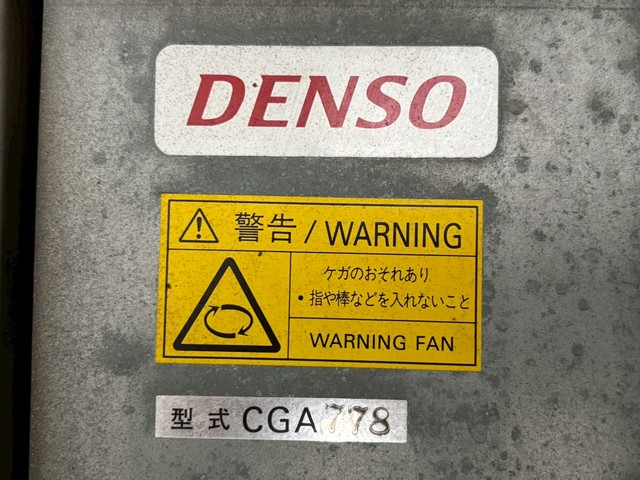 DENSO
警告/WARNING
ケガのおそれあり
・指や棒などを入れないこと
WARNING FAN
型式 CGA778